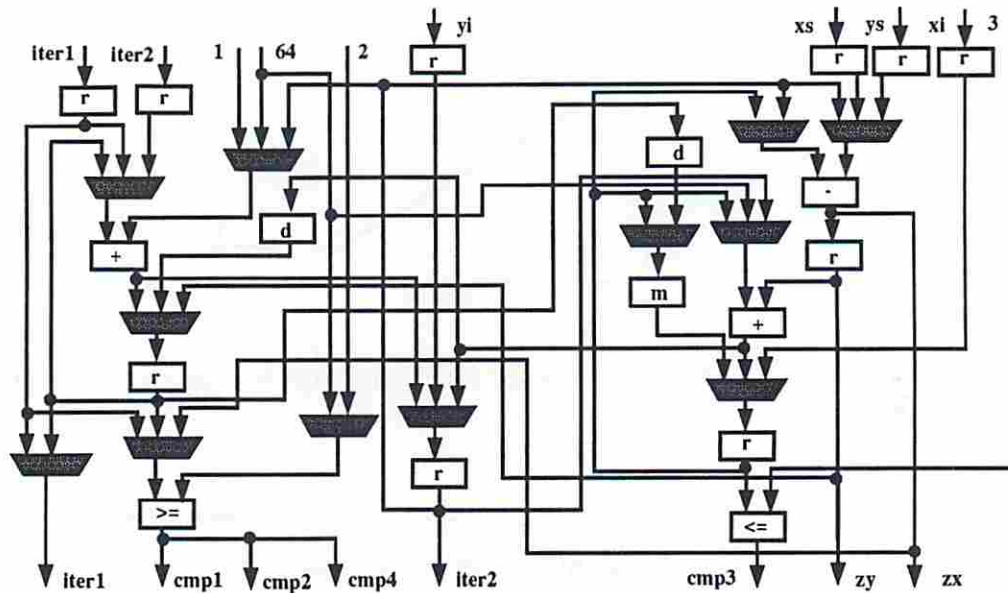 iter1 iter2 1 64 2 yi xs ys xi 3
r r r r r r
d
d
-
+
r
m
+
r
r
r
>=
<=
iter1 cmp1 cmp2 cmp4 iter2 cmp3 zy zx